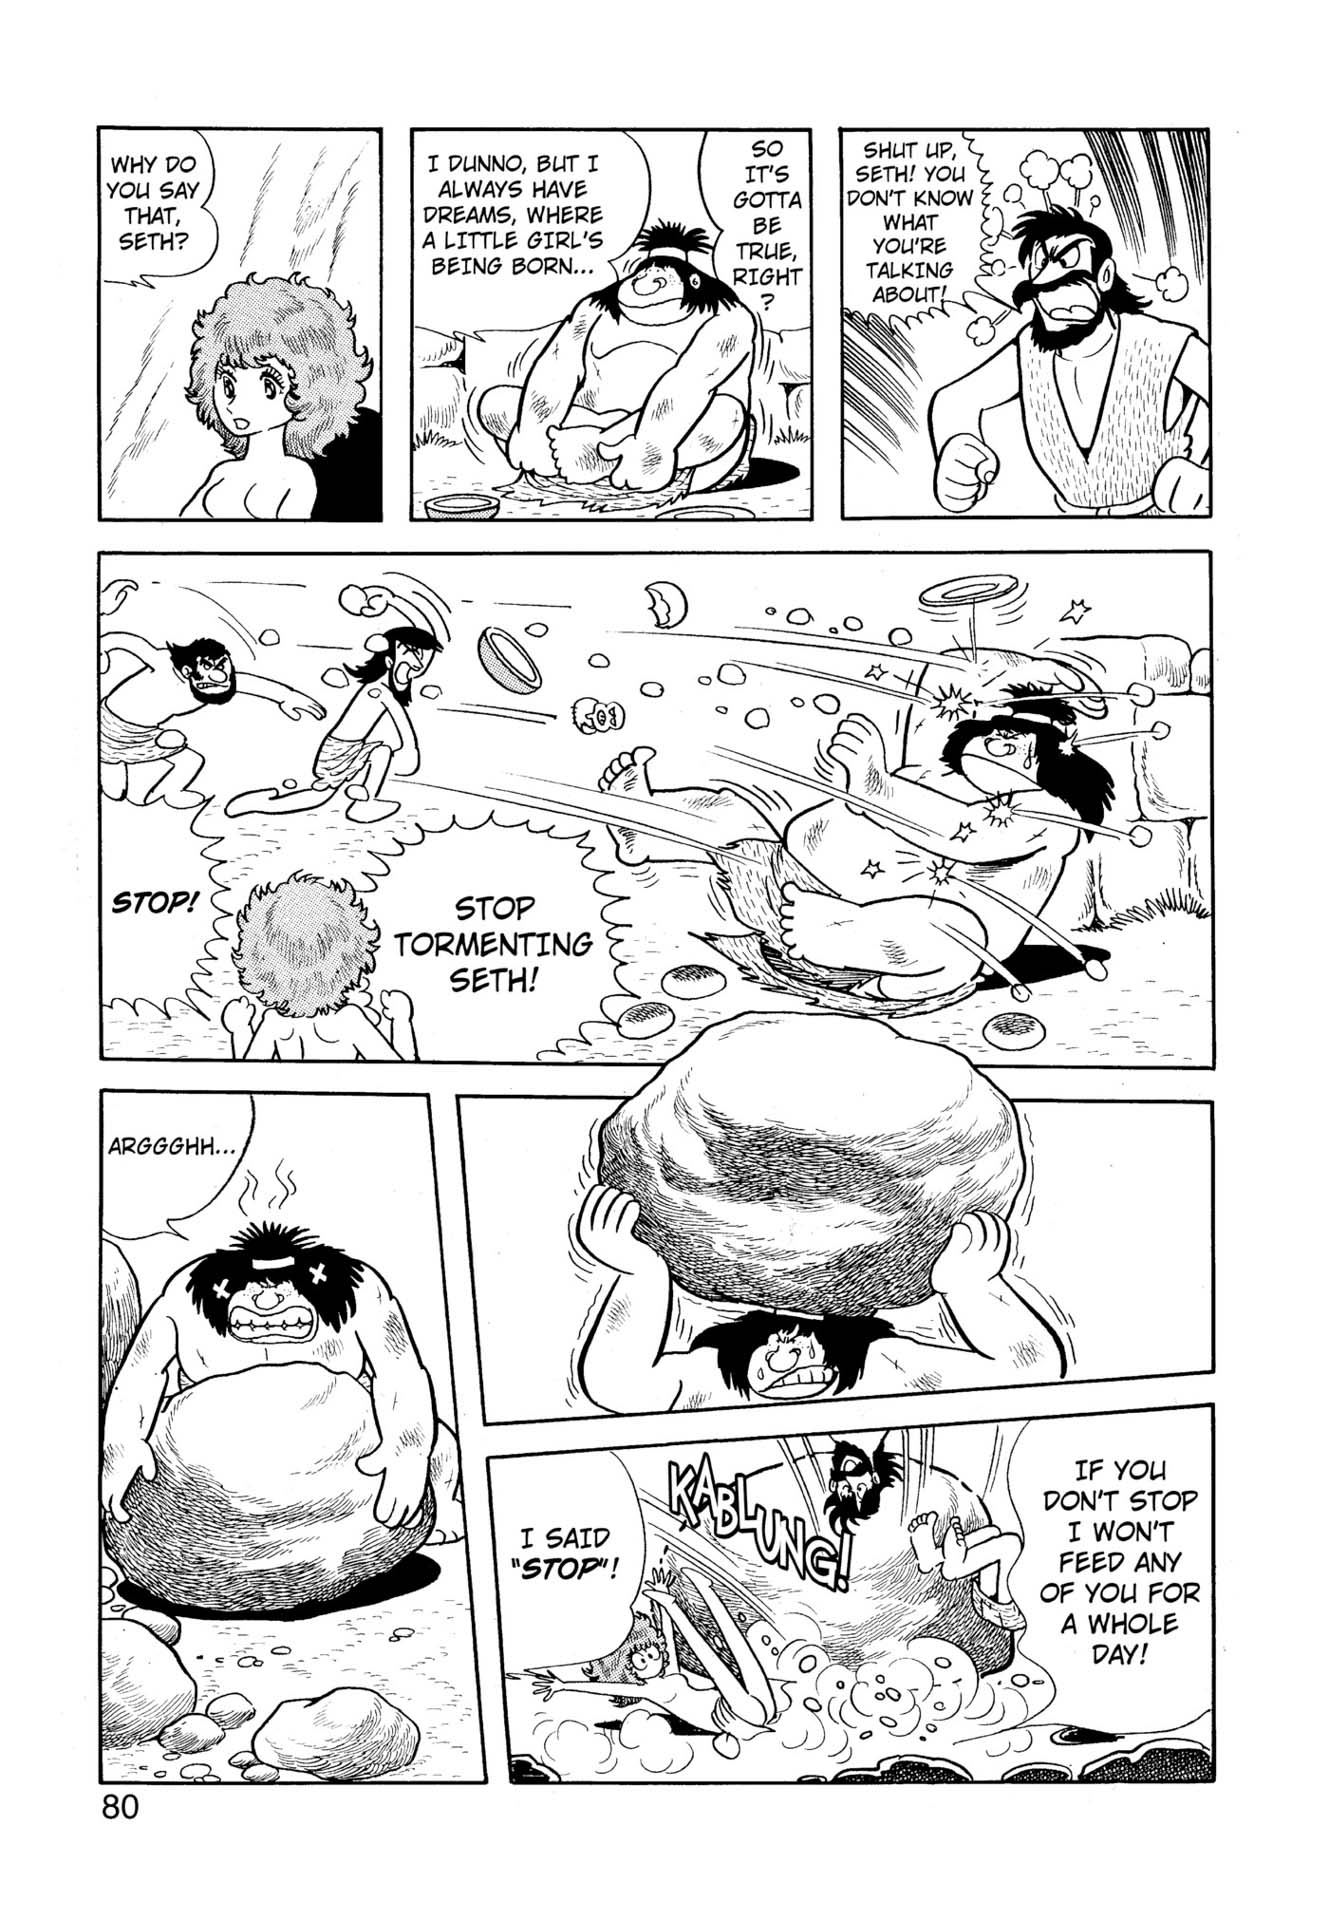 WHY DO
YOU SAY
THAT,
SETH?
I DUNNO, BUT I
ALWAYS HAVE
DREAMS, WHERE
A LITTLE GIRL'S
BEING BORN...
SO
IT'S
GOTTA
BE
TRUE,
RIGHT
?
SHUT UP,
SETH! YOU
DON'T KNOW
WHAT
YOU'RE
TALKING
ABOUT!
STOP!
STOP
TORMENTING
SETH!
ARGGGHH...
I SAID
"STOP"!
KABLUNG!
IF YOU
DON'T STOP
I WON'T
FEED ANY
OF YOU FOR
A WHOLE
DAY!
80